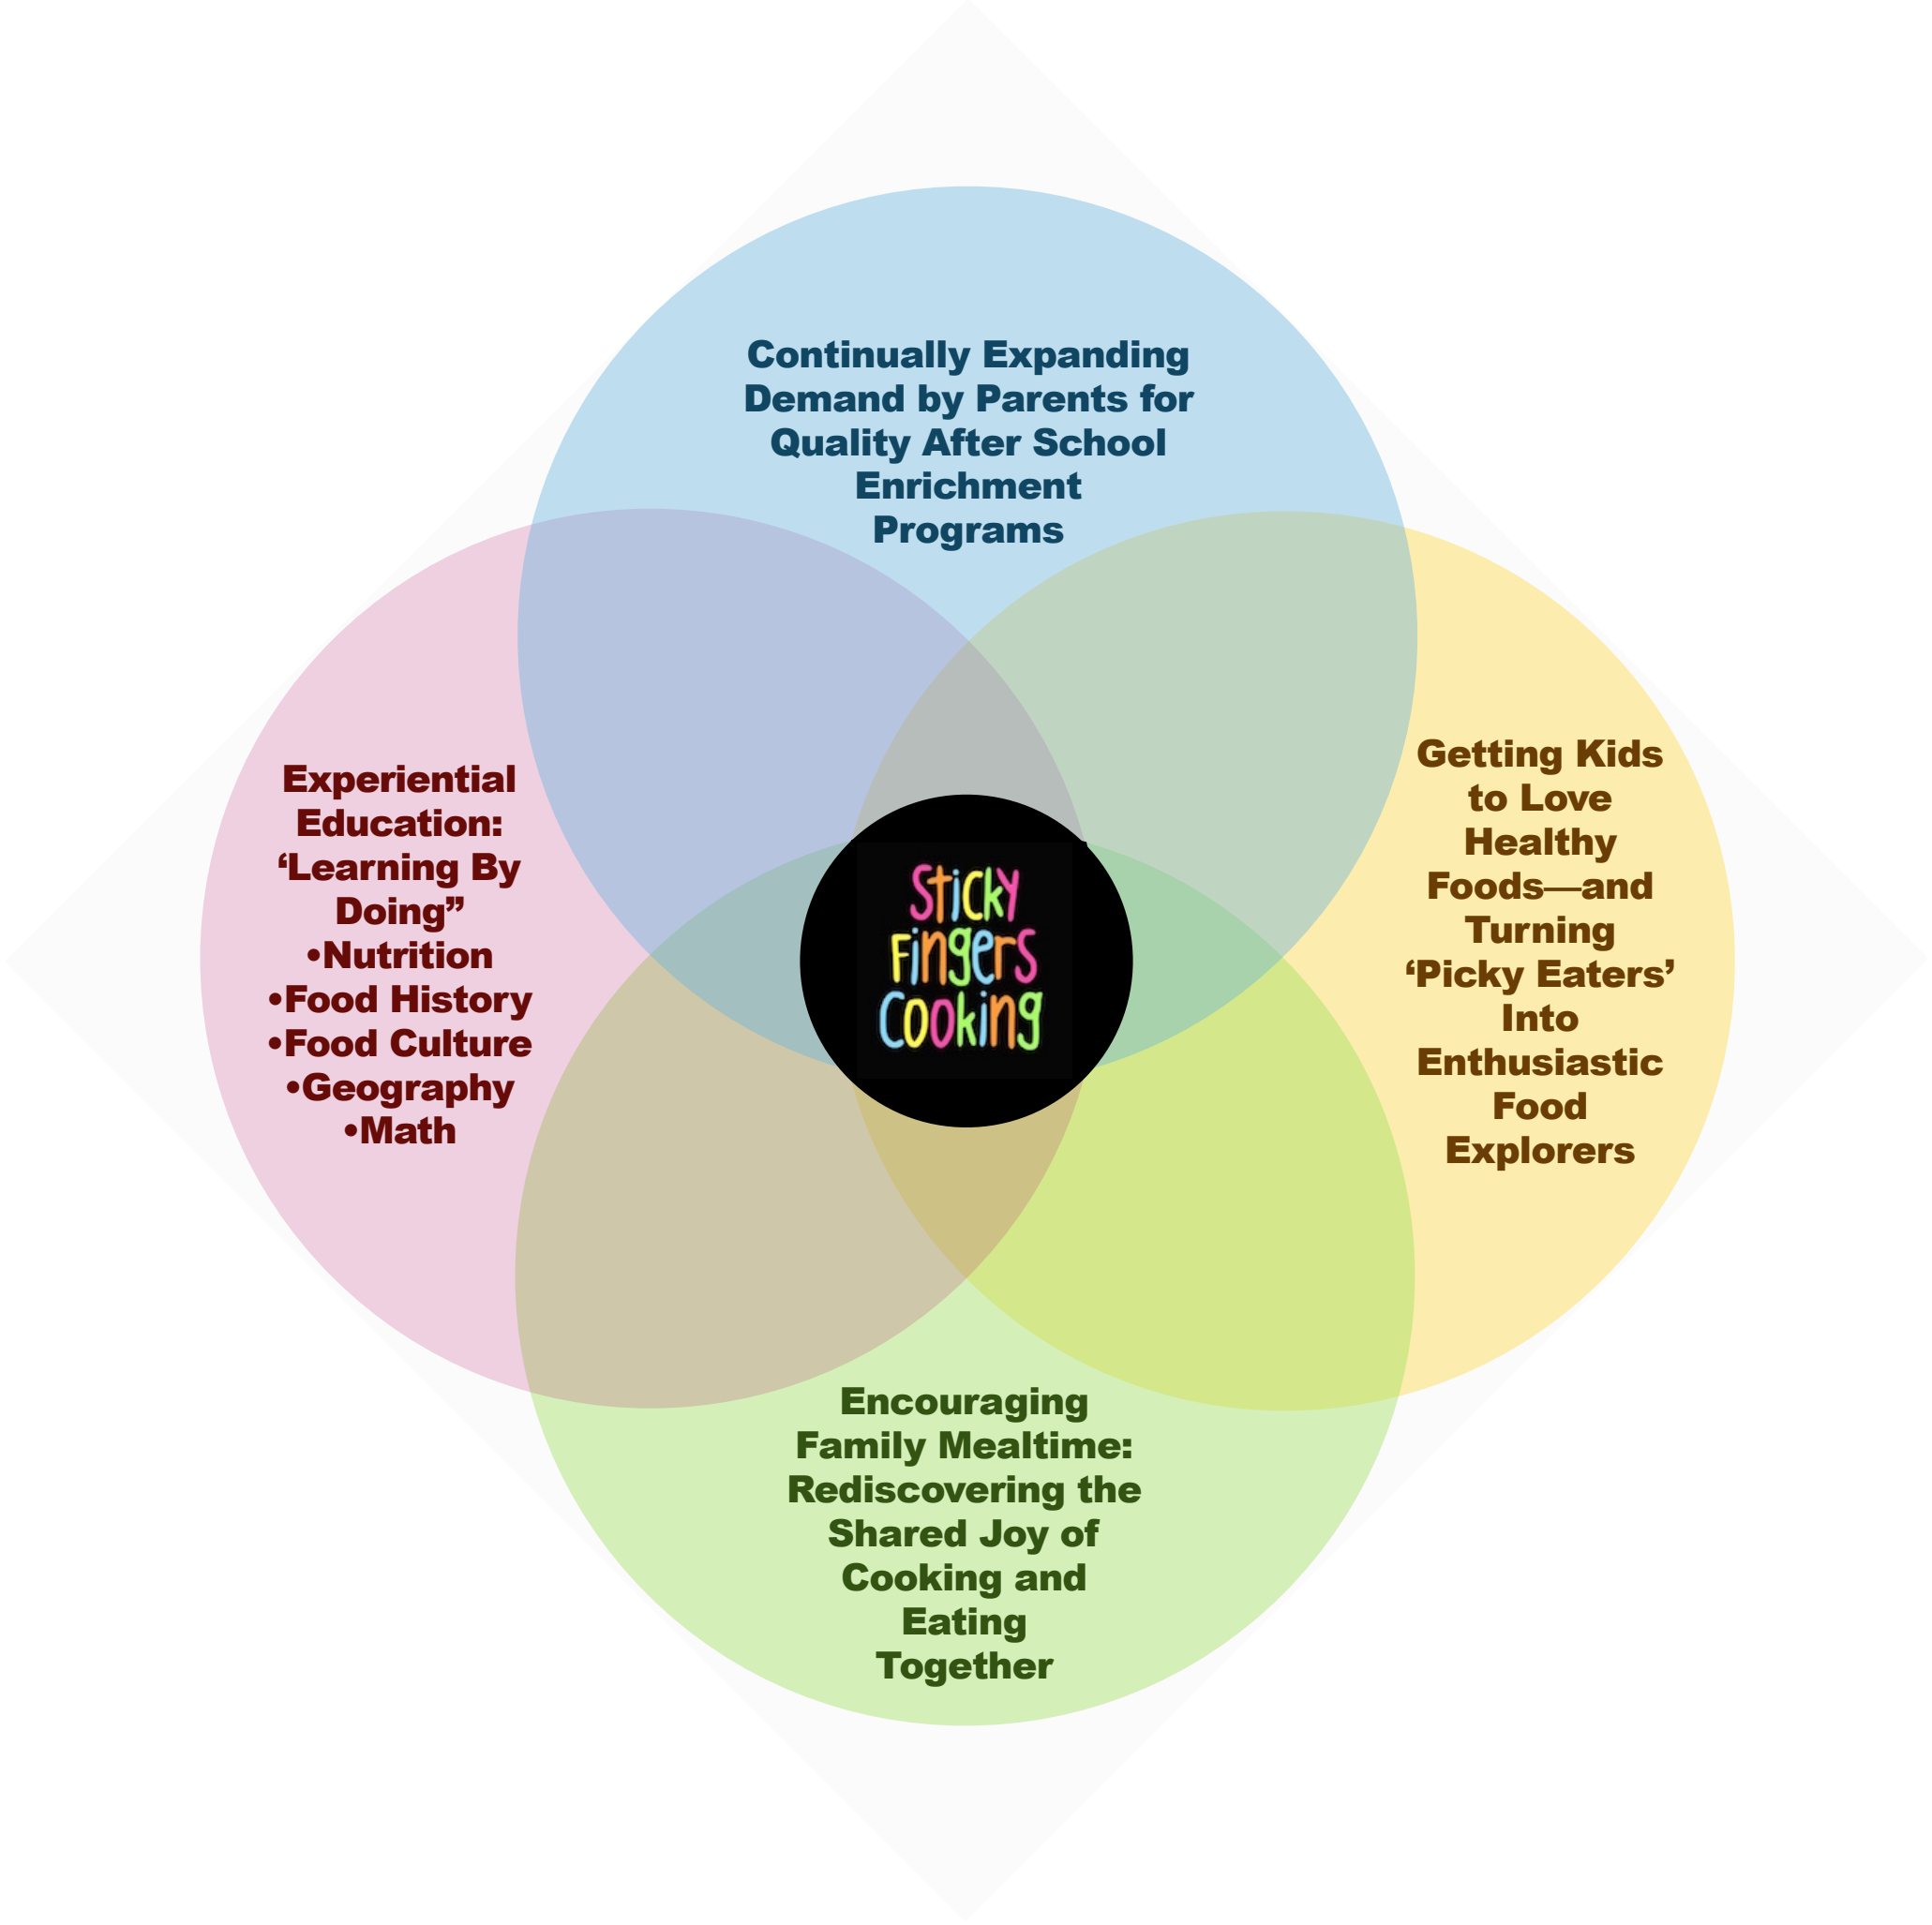 Continually Expanding
Demand by Parents for
Quality After School
Enrichment
Programs
Experiential
Education:
‘Learning By
Doing”
•Nutrition
•Food History
•Food Culture
•Geography
•Math
Sticky
Fingers
Cooking
Getting Kids
to Love
Healthy
Foods—and
Turning
‘Picky Eaters’
Into
Enthusiastic
Food
Explorers
Encouraging
Family Mealtime:
Rediscovering the
Shared Joy of
Cooking and
Eating
Together